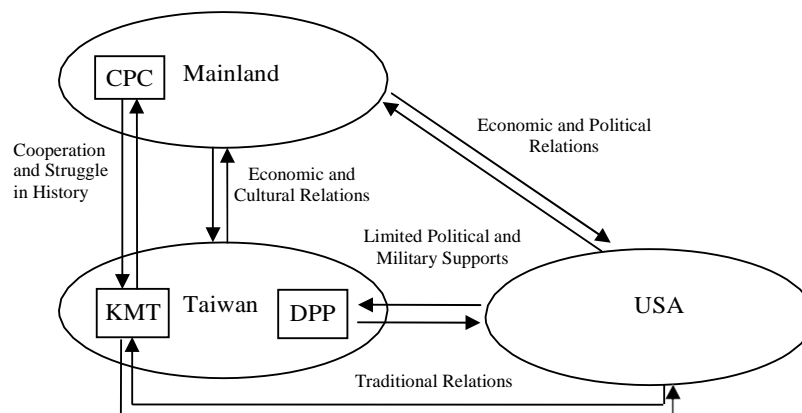 CPC
Mainland
Cooperation
and Struggle
in History
Economic and
Cultural Relations
Economic and Political
Relations
Limited Political and
Military Supports
KMT
Taiwan
DPP
USA
Traditional Relations